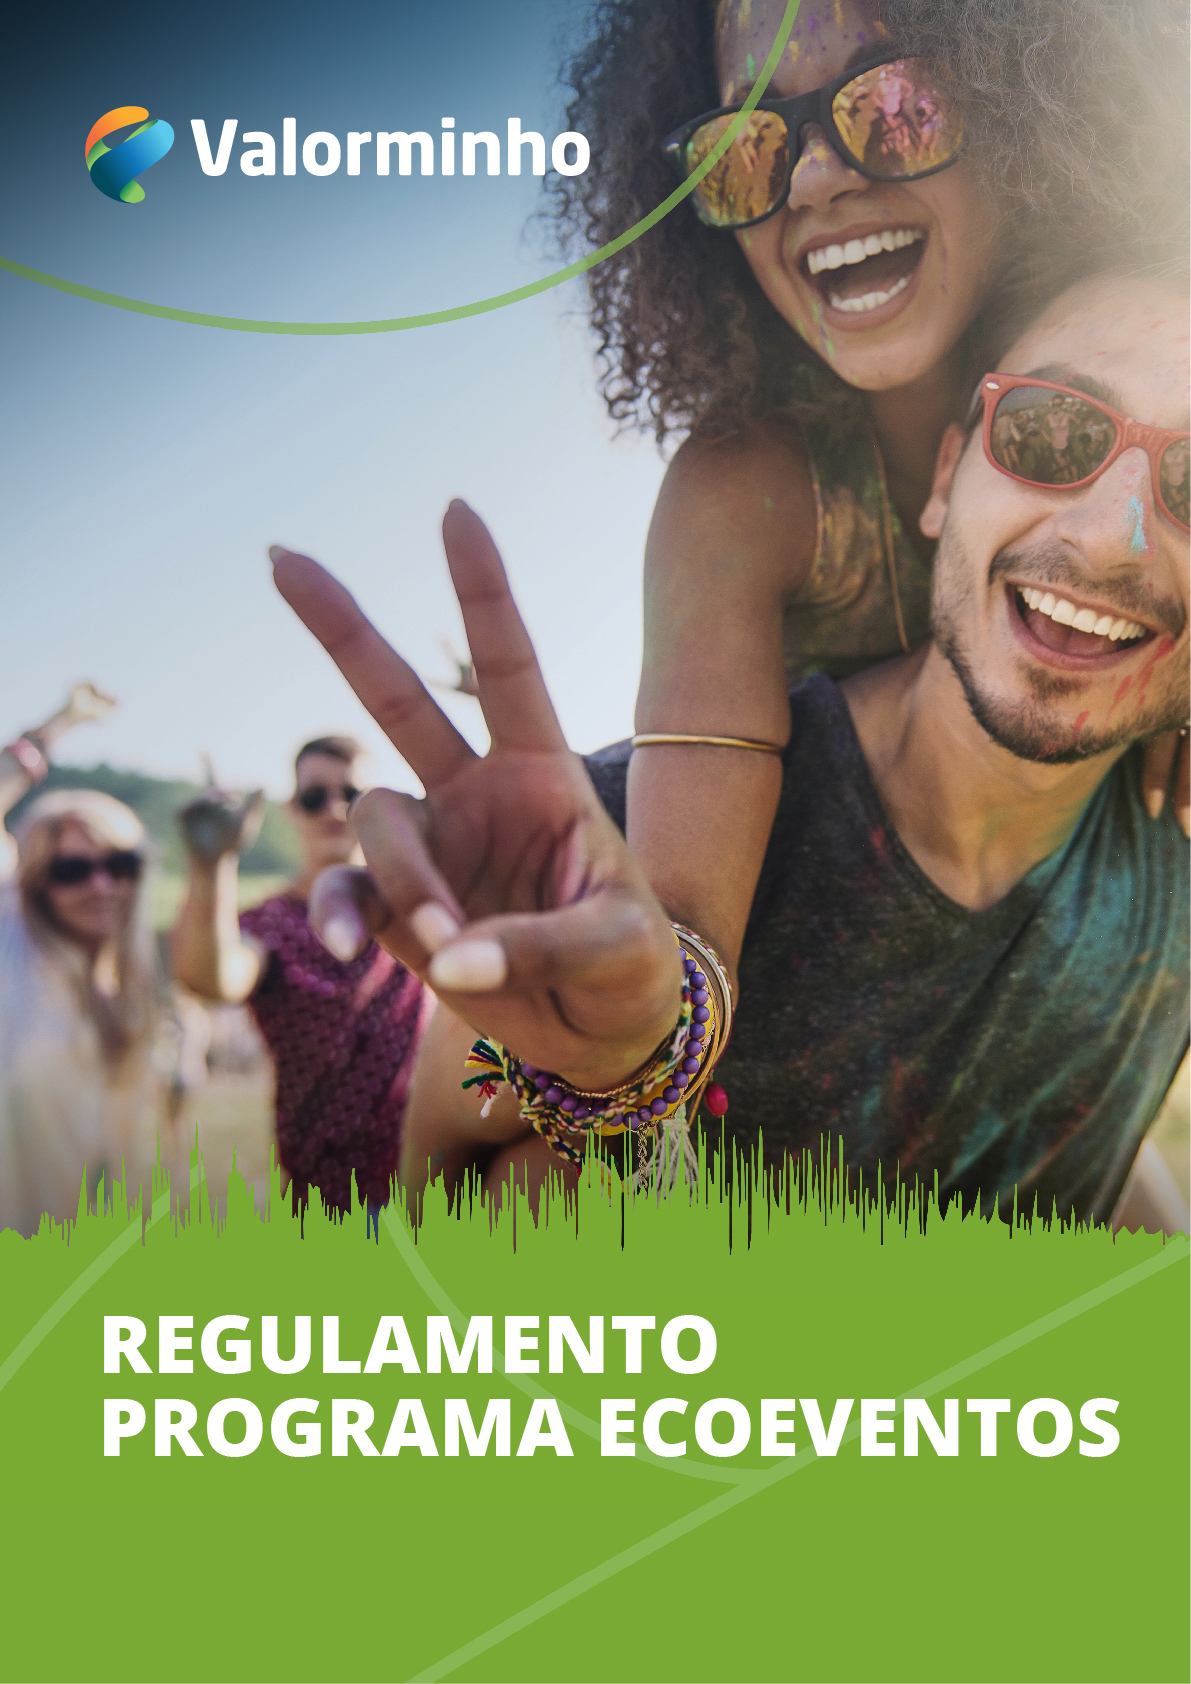 Valorminho
REGULAMENTO
PROGRAMA ECOEVENTOS